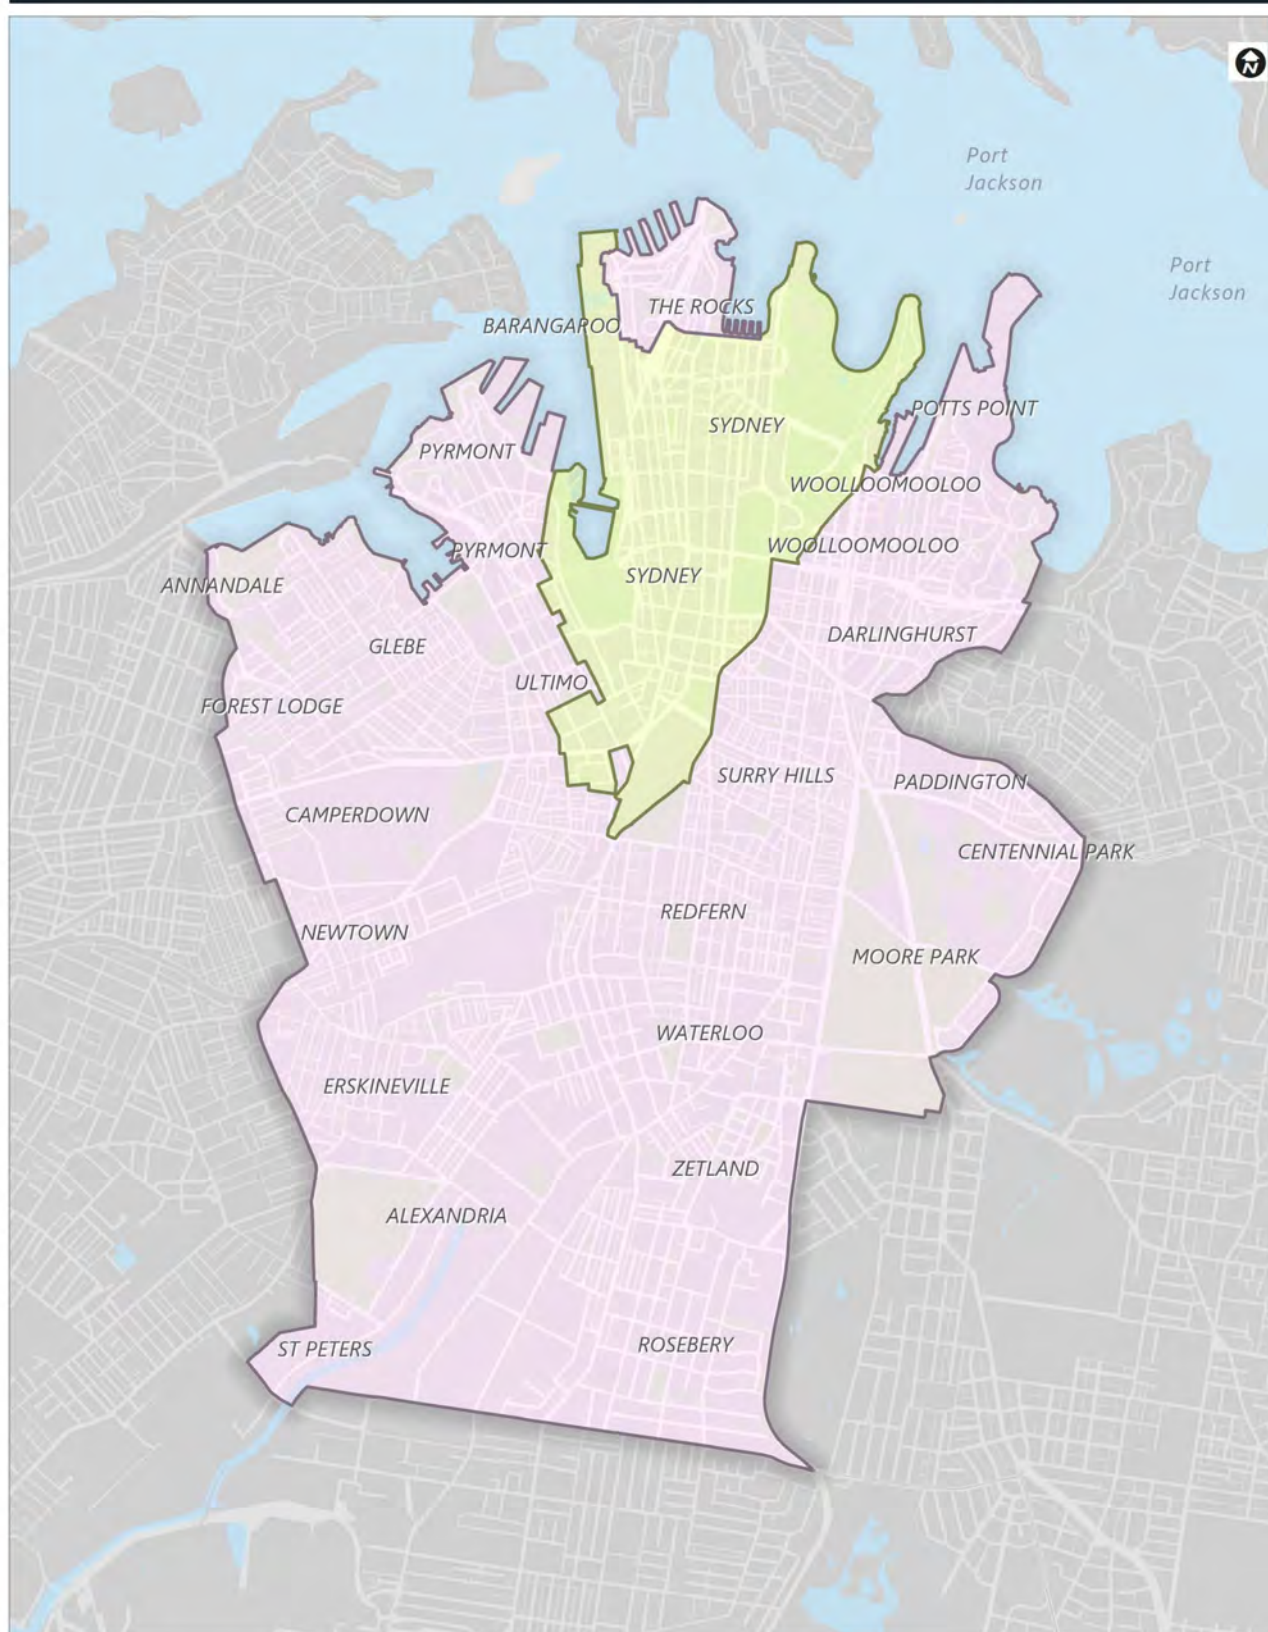 N
Port
Jackson
Port
Jackson
THE ROCKS
BARANGAROO
POTTS POINT
SYDNEY
PYRMONT
WOOLLOOMOOLOO
WOOLLOOMOOLOO
PYRMONT
SYDNEY
ANNANDALE
DARLINGHURST
GLEBE
ULTIMO
FOREST LODGE
SURRY HILLS
PADDINGTON
CAMPERDOWN
CENTENNIAL PARK
REDFERN
NEWTOWN
MOORE PARK
WATERLOO
ERSKINEVILLE
ZETLAND
ALEXANDRIA
ROSEBERY
ST PETERS